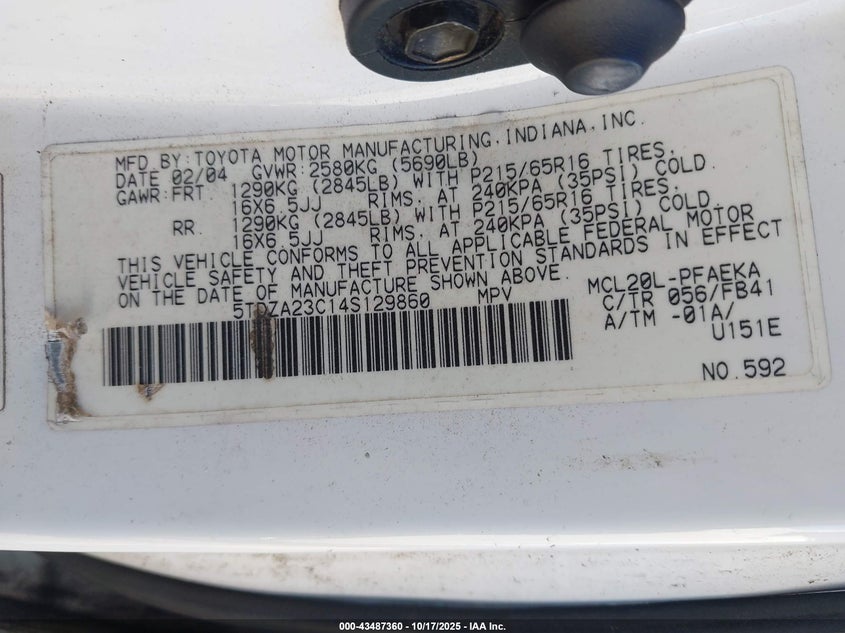 MFD.BY:TOYOTA MOTOR MANUFACTURING.INDIANA,INC.
DATE 02/04 GVWR:2580KG (5690LB)
GAWR:FRT 1290KG (2845LB) WITH P215/65R16 TIRES.
16X6.5JJ RIMS. AT 240KPA (35PSI) COLD.
RR. 1290KG (2845LB) WITH P215/65R16 TIRES.
16X6.5JJ RIMS. AT 240KPA (35PSI) COLD.
THIS VEHICLE CONFORMS TO ALL APPLICABLE FEDERAL MOTOR
VEHICLE SAFETY AND THEFT PREVENTION STANDARDS IN EFFECT
ON THE DATE OF MANUFACTURE SHOWN ABOVE.
5TDZA23C14S129860 MPV
MCL20L-PFAEKA
C/TR 056/FB41
A/TM -01A/
U151E
NO.592
000-43487360 - 10/17/2025 - IAA Inc.